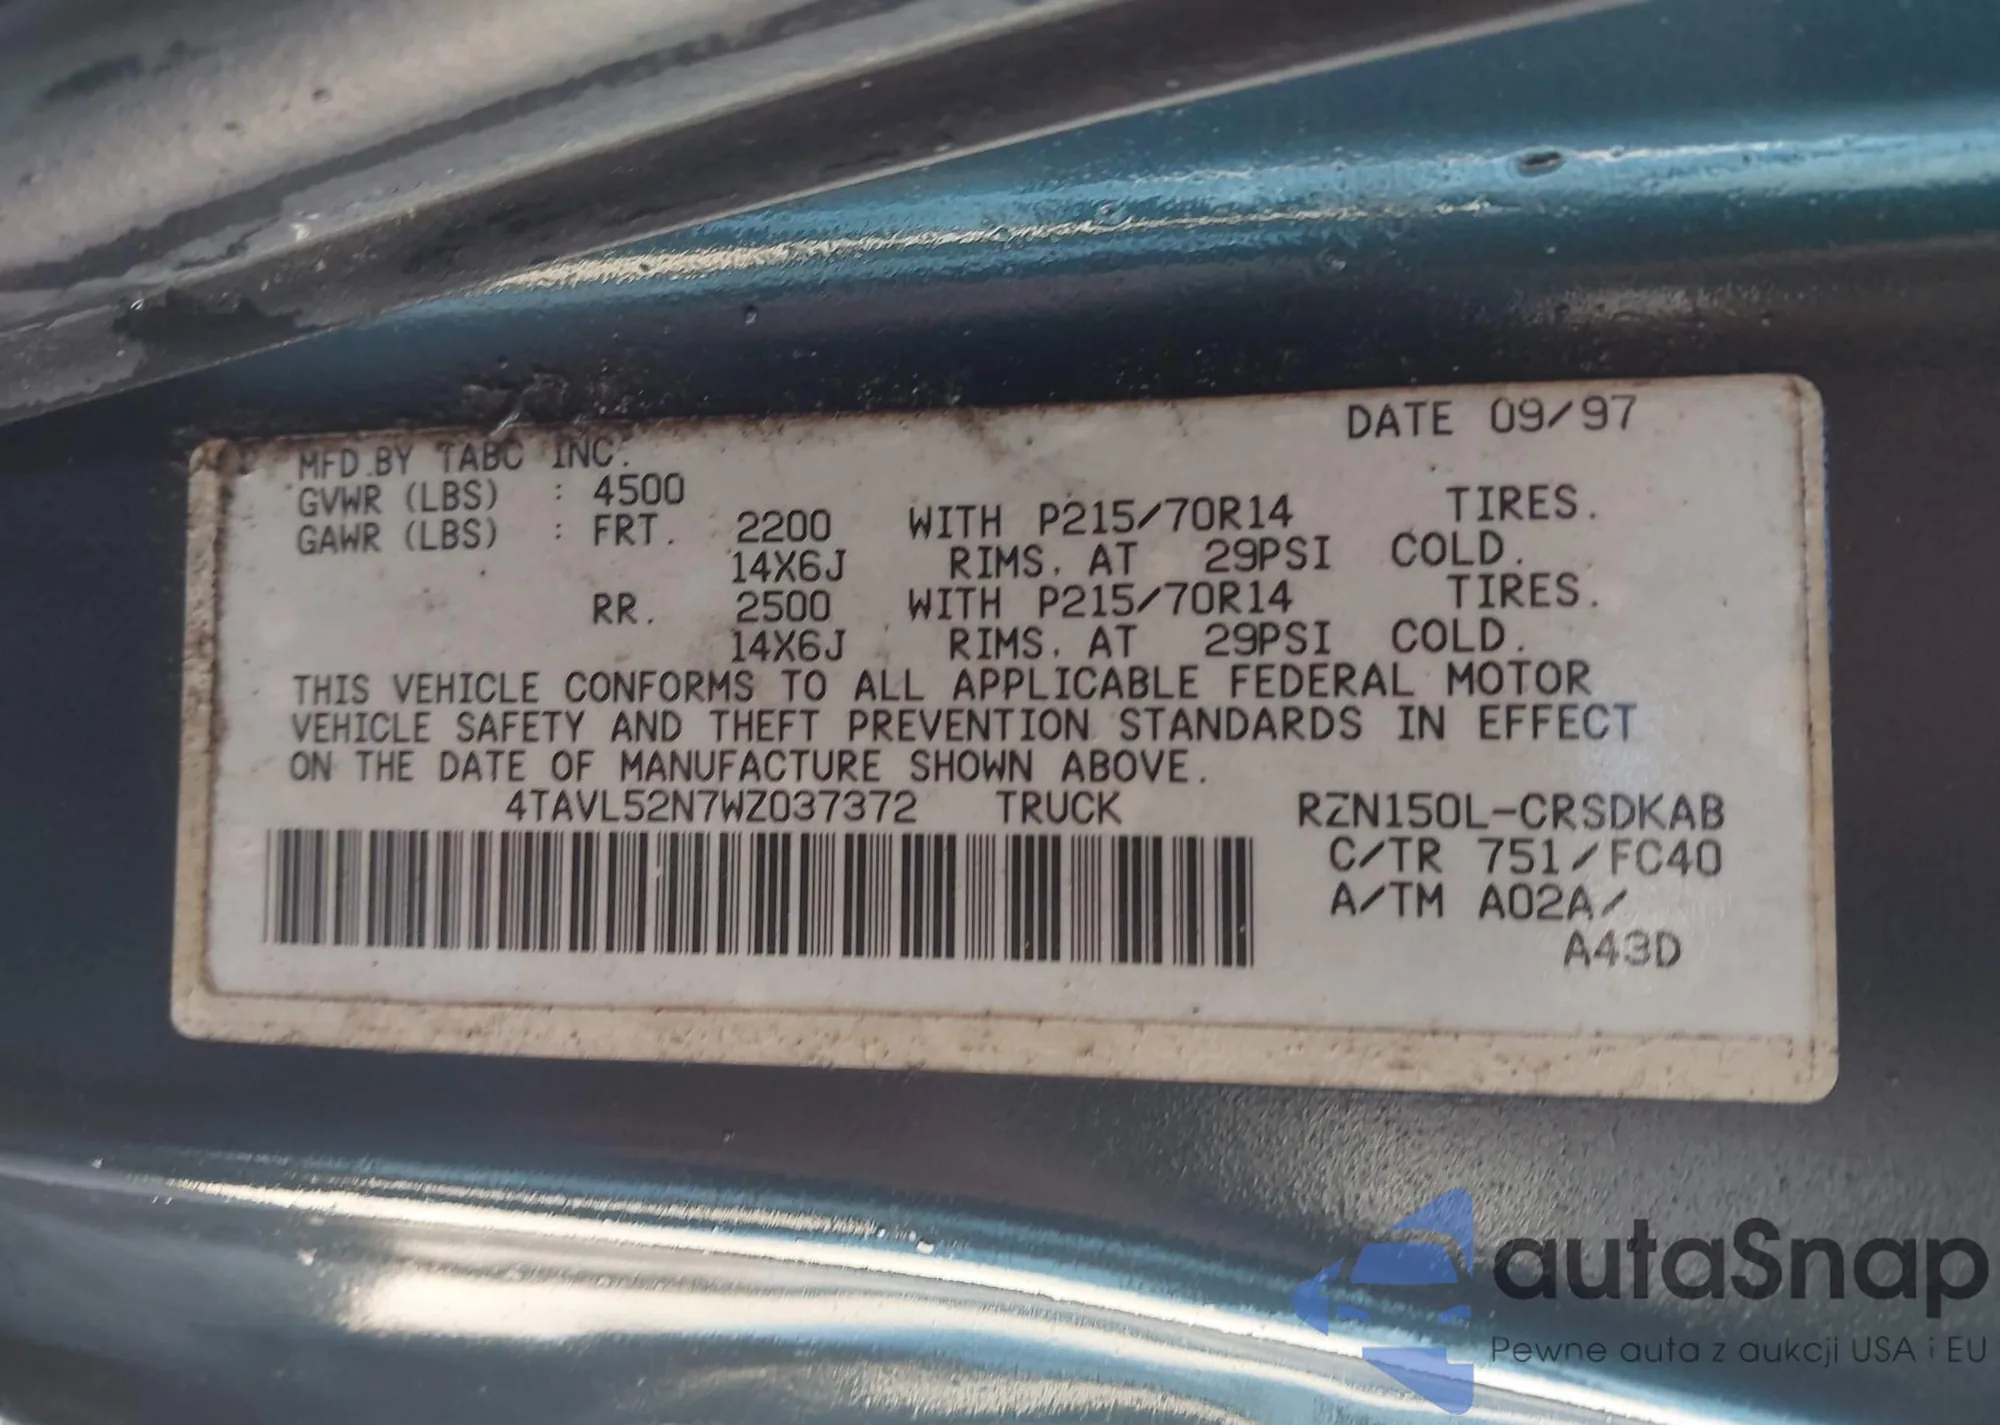 DATE 09/97
MFD.BY TABC INC.
GVWR (LBS) : 4500
GAWR (LBS) : FRT. 2200 WITH P215/70R14 TIRES.
14X6J RIMS. AT 29PSI COLD.
RR. 2500 WITH P215/70R14 TIRES.
14X6J RIMS. AT 29PSI COLD.
THIS VEHICLE CONFORMS TO ALL APPLICABLE FEDERAL MOTOR
VEHICLE SAFETY AND THEFT PREVENTION STANDARDS IN EFFECT
ON THE DATE OF MANUFACTURE SHOWN ABOVE.
4TAVL52N7WZ037372 TRUCK RZN150L-CRSDKAB
C/TR 751/FC40
A/TM A02A/
A43D
autaSnap
Pewne auta z aukcji USA i EU